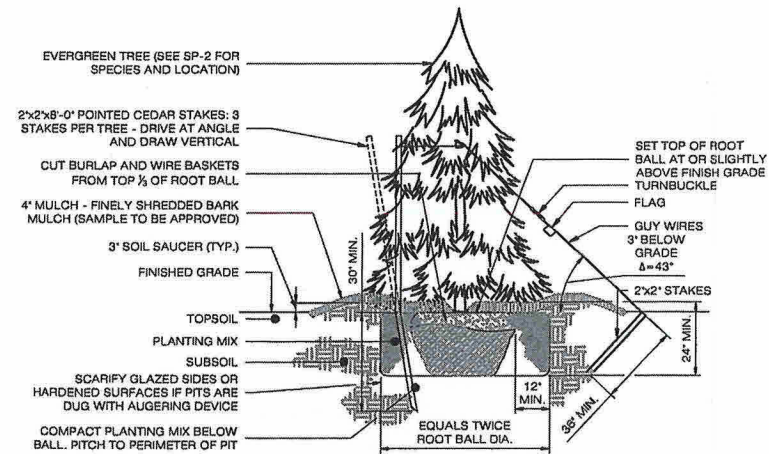 EVERGREEN TREE (SEE SP-2 FOR
SPECIES AND LOCATION)
2"x2"x8'-0" POINTED CEDAR STAKES: 3
STAKES PER TREE - DRIVE AT ANGLE
AND DRAW VERTICAL
CUT BURLAP AND WIRE BASKETS
FROM TOP ⅓ OF ROOT BALL
4" MULCH - FINELY SHREDDED BARK
MULCH (SAMPLE TO BE APPROVED)
3" SOIL SAUCER (TYP.)
FINISHED GRADE
TOPSOIL
PLANTING MIX
SUBSOIL
SCARIFY GLAZED SIDES OR
HARDENED SURFACES IF PITS ARE
DUG WITH AUGERING DEVICE
COMPACT PLANTING MIX BELOW
BALL. PITCH TO PERIMETER OF PIT
30" MIN.
SET TOP OF ROOT
BALL AT OR SLIGHTLY
ABOVE FINISH GRADE
TURNBUCKLE
FLAG
GUY WIRES
3" BELOW
GRADE
Δ=43°
2"x2" STAKES
24" MIN.
36" MIN.
12"
MIN.
EQUALS TWICE
ROOT BALL DIA.